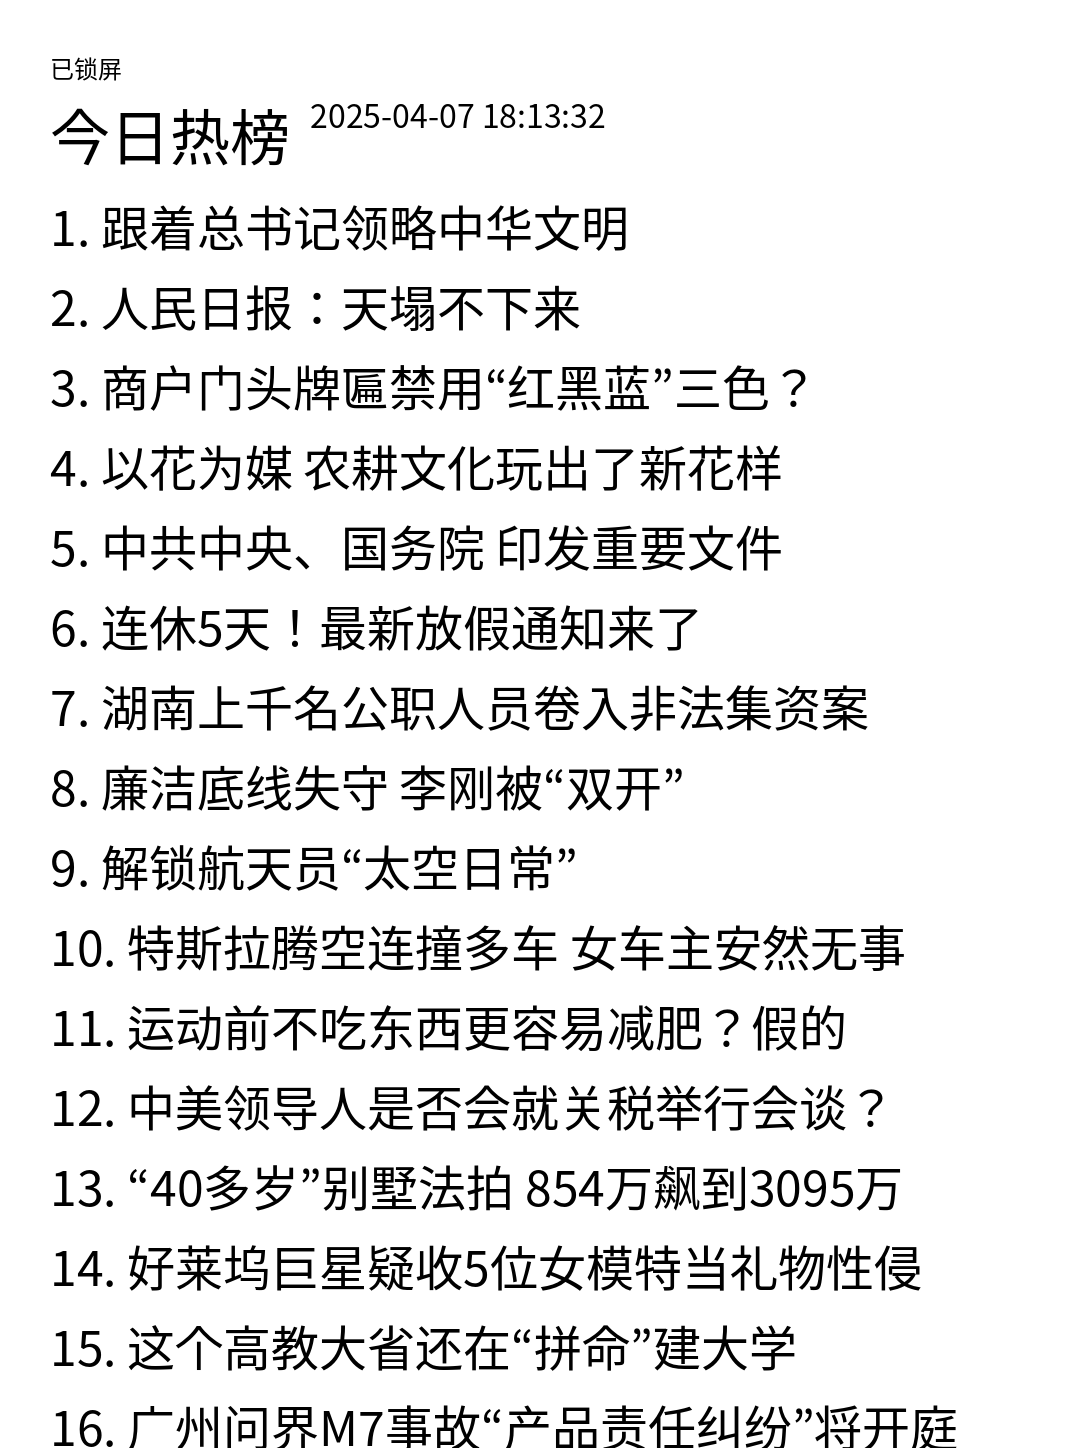 已锁屏
今日热榜 2025-04-07 18:13:32
1. 跟着总书记领略中华文明
2. 人民日报：天塌不下来
3. 商户门头牌匾禁用“红黑蓝”三色？
4. 以花为媒 农耕文化玩出了新花样
5. 中共中央、国务院 印发重要文件
6. 连休5天！最新放假通知来了
7. 湖南上千名公职人员卷入非法集资案
8. 廉洁底线失守 李刚被“双开”
9. 解锁航天员“太空日常”
10. 特斯拉腾空连撞多车 女车主安然无事
11. 运动前不吃东西更容易减肥？假的
12. 中美领导人是否会就关税举行会谈？
13. “40多岁”别墅法拍 854万飙到3095万
14. 好莱坞巨星疑收5位女模特当礼物性侵
15. 这个高教大省还在“拼命”建大学
16. 广州问界M7事故“产品责任纠纷”将开庭